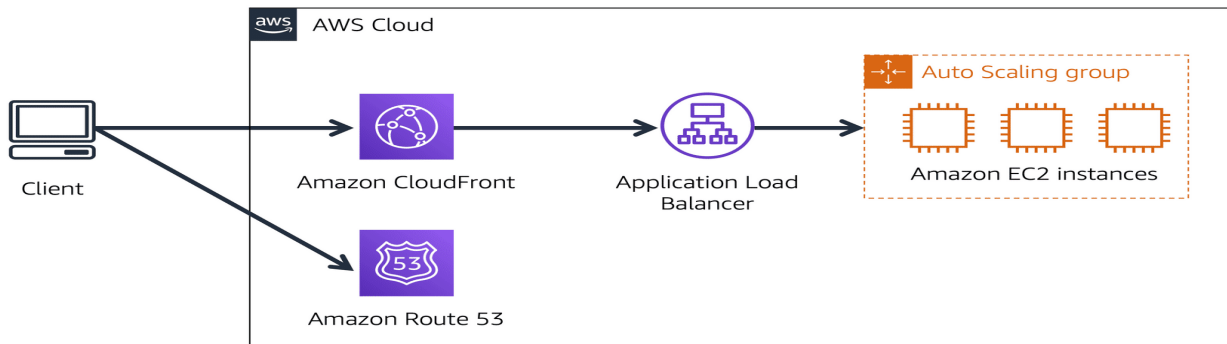 aws
AWS Cloud
Auto Scaling group
Client
Amazon CloudFront
Application Load
Balancer
Amazon EC2 instances
53
Amazon Route 53